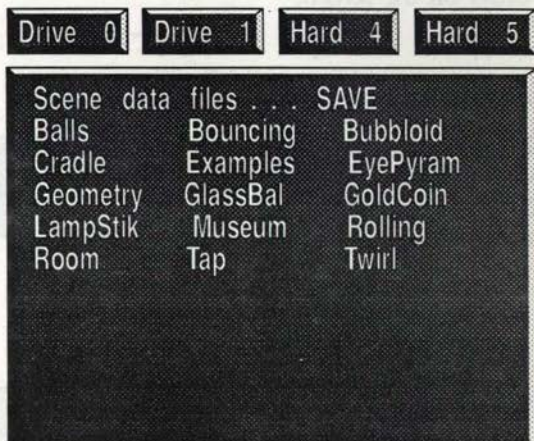 Drive 0 Drive 1 Hard 4 Hard 5
Scene data files . . . SAVE
Balls Bouncing Bubbloid
Cradle Examples EyePyram
Geometry GlassBal GoldCoin
LampStik Museum Rolling
Room Tap Twirl